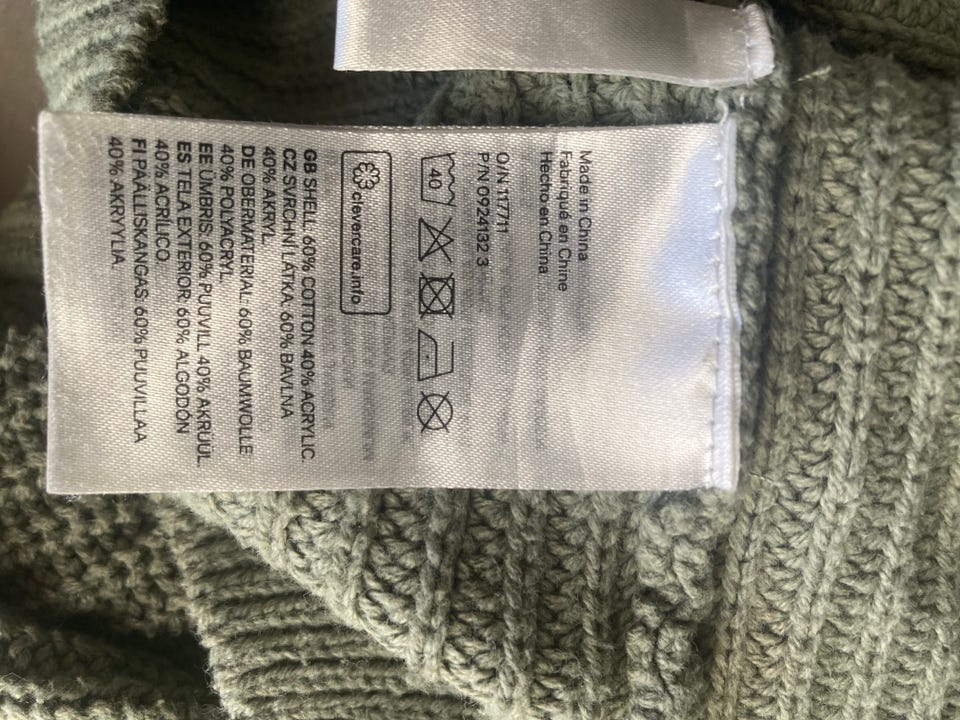 Made in China
Fabriqué en Chine
Hecho en China
O/N 117711
P/N 0924132 3
40
clevercare.info
GB SHELL: 60% COTTON 40% ACRYLIC.
CZ SVRCHNÍ LÁTKA: 60% BAVLNA
40% AKRYL.
DE OBERMATERIAL: 60% BAUMWOLLE
40% POLYACRYL.
EE ÜMBRIS: 60% PUUVILL 40% AKRÜÜL.
ES TELA EXTERIOR: 60% ALGODÓN
40% ACRÍLICO.
FI PÄÄLLISKANGAS: 60% PUUVILLAA
40% AKRYYLIA.